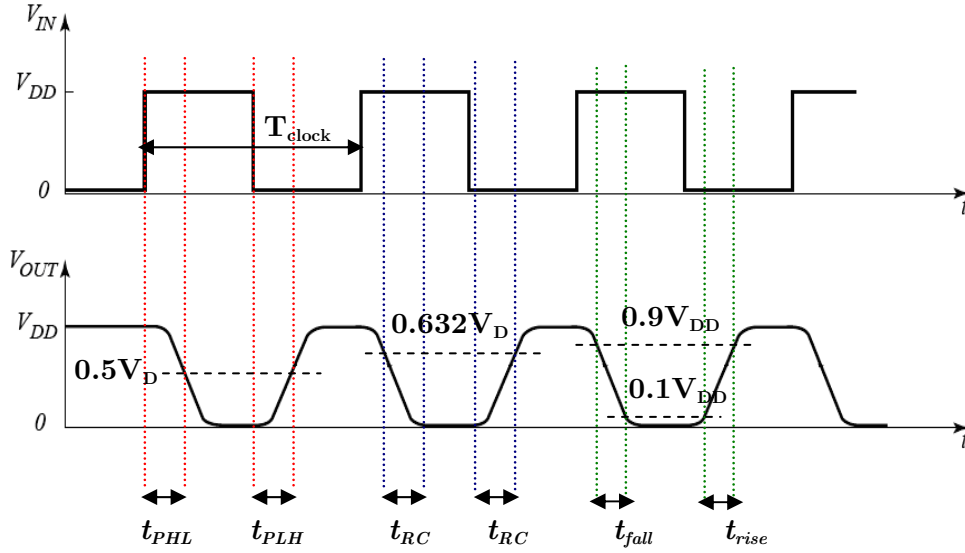 V_IN
V_DD
T_clock
0
t
V_OUT
V_DD
0.632V_D
0.9V_DD
0.5V_D
0.1V_DD
0
t
t_PHL
t_PLH
t_RC
t_RC
t_fall
t_rise